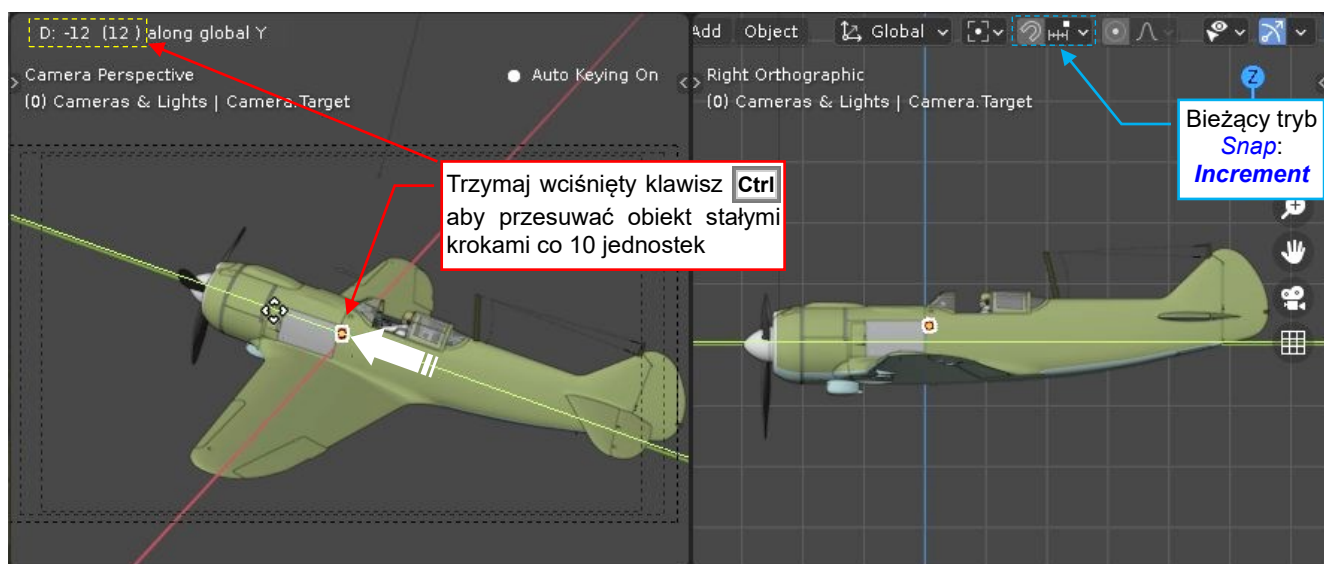 D: -12 (12 ) along global Y
Camera Perspective
(0) Cameras & Lights | Camera.Target
Auto Keying On
Add Object Global
Right Orthographic
(0) Cameras & Lights | Camera.Target
Z
Bieżący tryb
Snap:
Increment
Trzymaj wciśnięty klawisz Ctrl
aby przesuwać obiekt stałymi
krokami co 10 jednostek